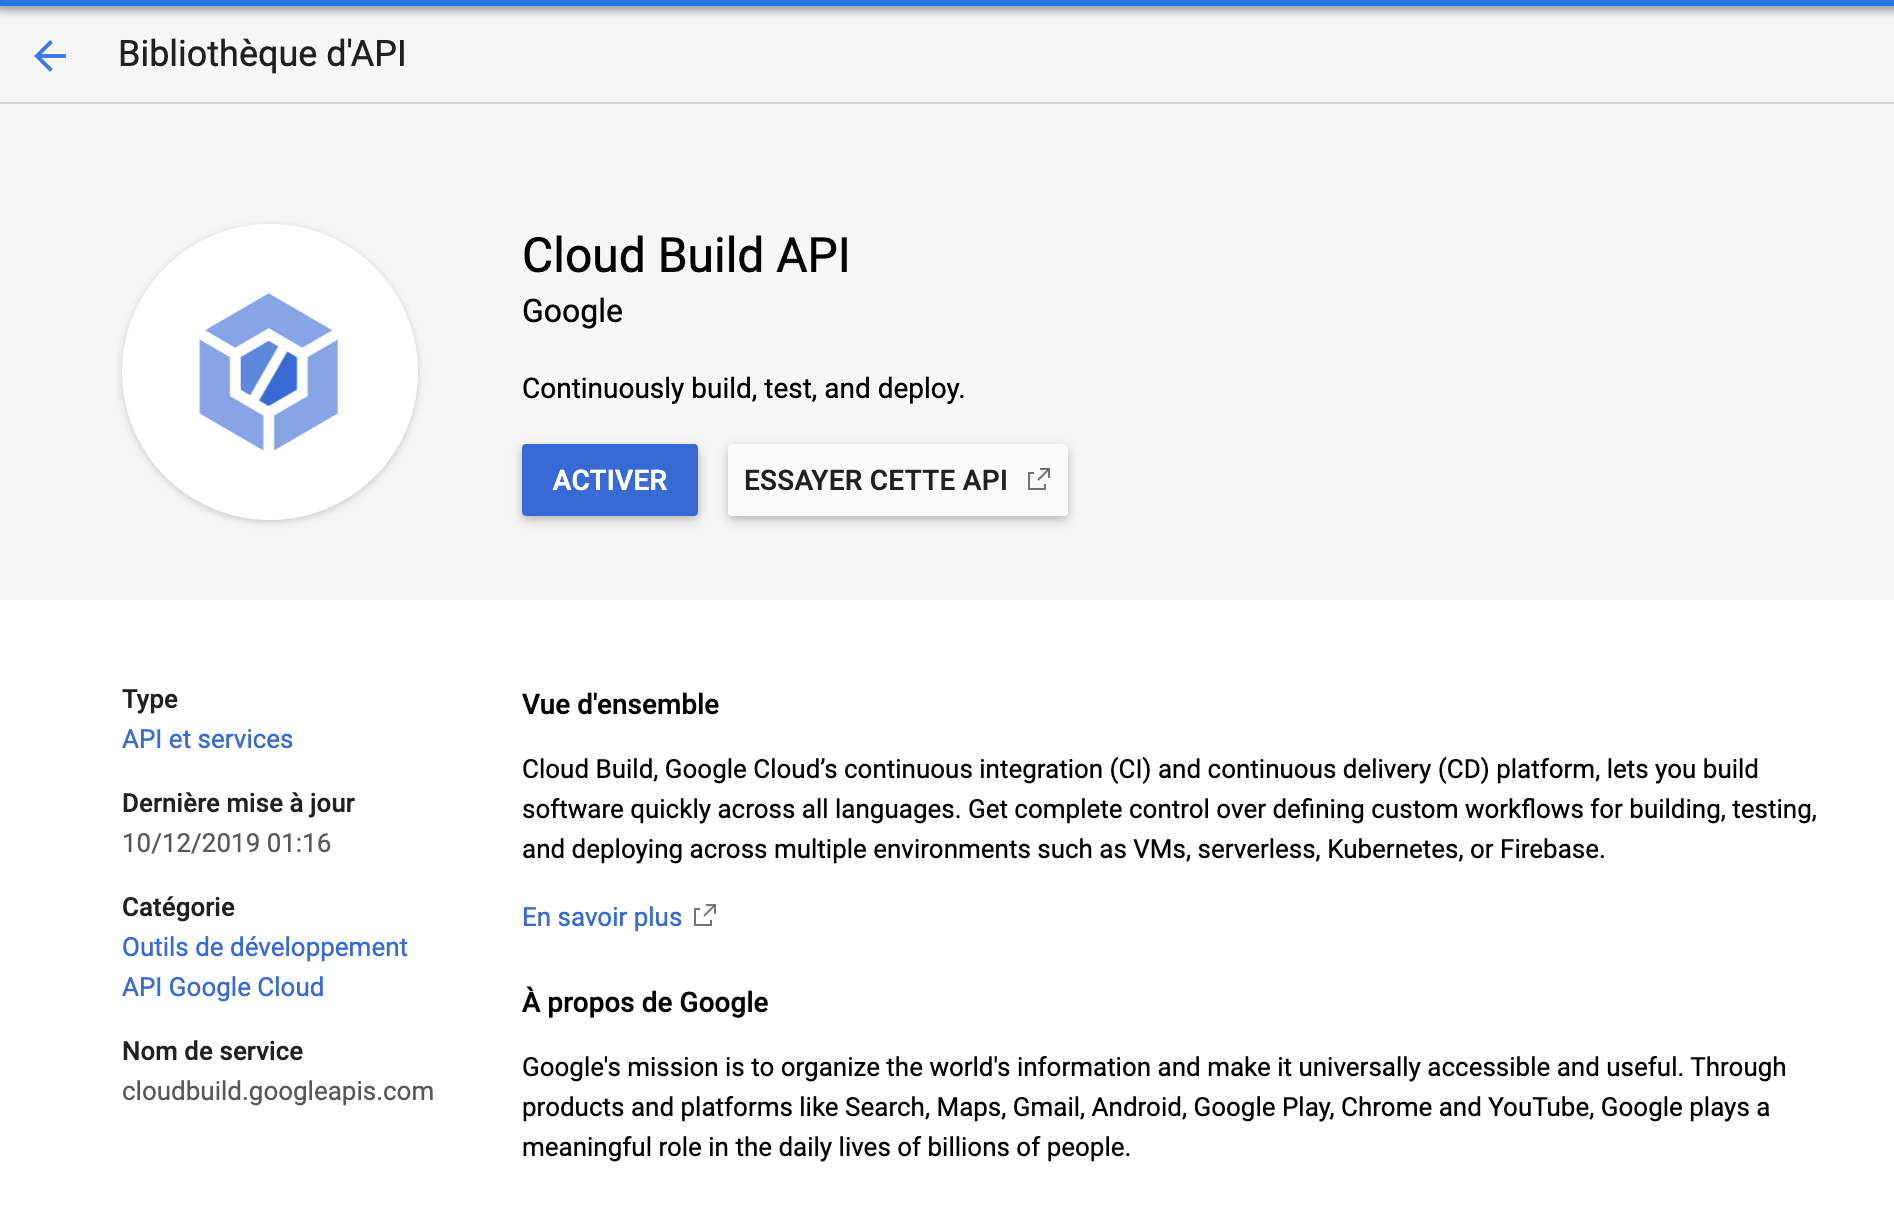 Bibliothèque d'API
Cloud Build API
Google
Continuously build, test, and deploy.
ACTIVER
ESSAYER CETTE API
Type
API et services
Dernière mise à jour
10/12/2019 01:16
Catégorie
Outils de développement
API Google Cloud
Nom de service
cloudbuild.googleapis.com
Vue d'ensemble
Cloud Build, Google Cloud’s continuous integration (CI) and continuous delivery (CD) platform, lets you build
software quickly across all languages. Get complete control over defining custom workflows for building, testing,
and deploying across multiple environments such as VMs, serverless, Kubernetes, or Firebase.
En savoir plus
À propos de Google
Google's mission is to organize the world's information and make it universally accessible and useful. Through
products and platforms like Search, Maps, Gmail, Android, Google Play, Chrome and YouTube, Google plays a
meaningful role in the daily lives of billions of people.